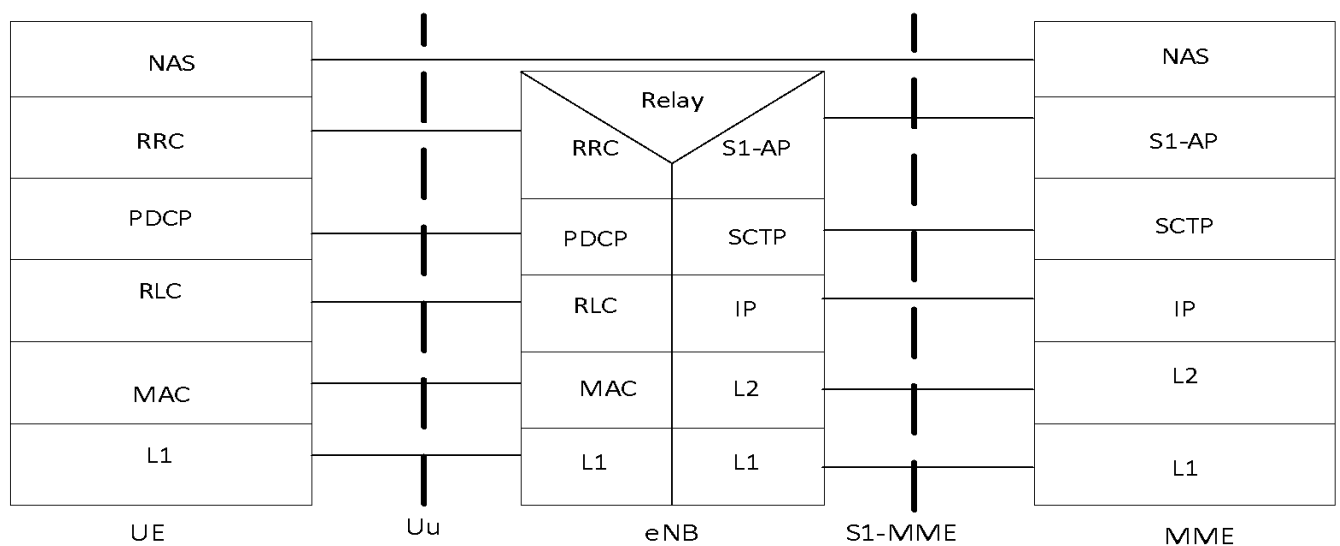 NAS
RRC
PDCP
RLC
MAC
L1
UE
Uu
Relay
RRC S1-AP
PDCP SCTP
RLC IP
MAC L2
L1 L1
eNB
S1-MME
NAS
S1-AP
SCTP
IP
L2
L1
MME